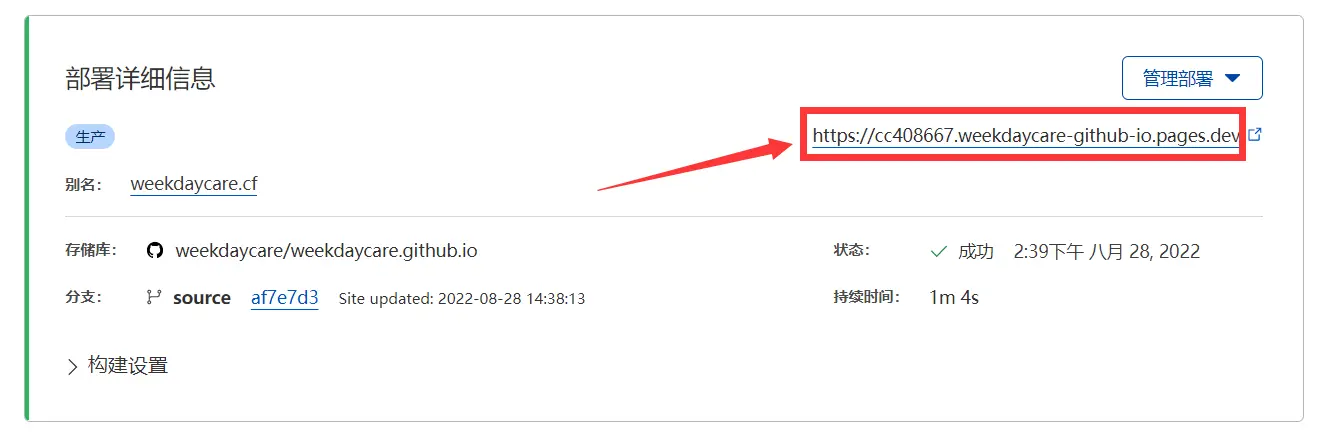 部署详细信息
管理部署
生产
https://cc408667.weekdaycare-github-io.pages.dev
别名: weekdaycare.cf
存储库: weekdaycare/weekdaycare.github.io
状态: 成功 2:39下午 八月 28, 2022
分支: source af7e7d3 Site updated: 2022-08-28 14:38:13
持续时间: 1m 4s
构建设置